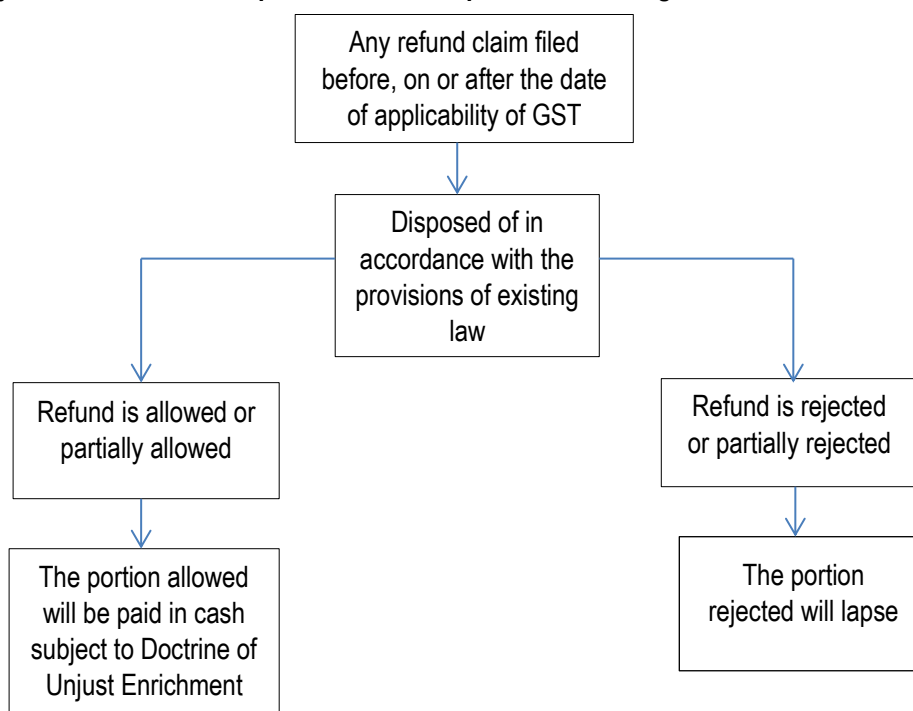 Any refund claim filed
before, on or after the date
of applicability of GST
Disposed of in
accordance with the
provisions of existing
law
Refund is allowed or
partially allowed
Refund is rejected
or partially rejected
The portion allowed
will be paid in cash
subject to Doctrine of
Unjust Enrichment
The portion
rejected will lapse